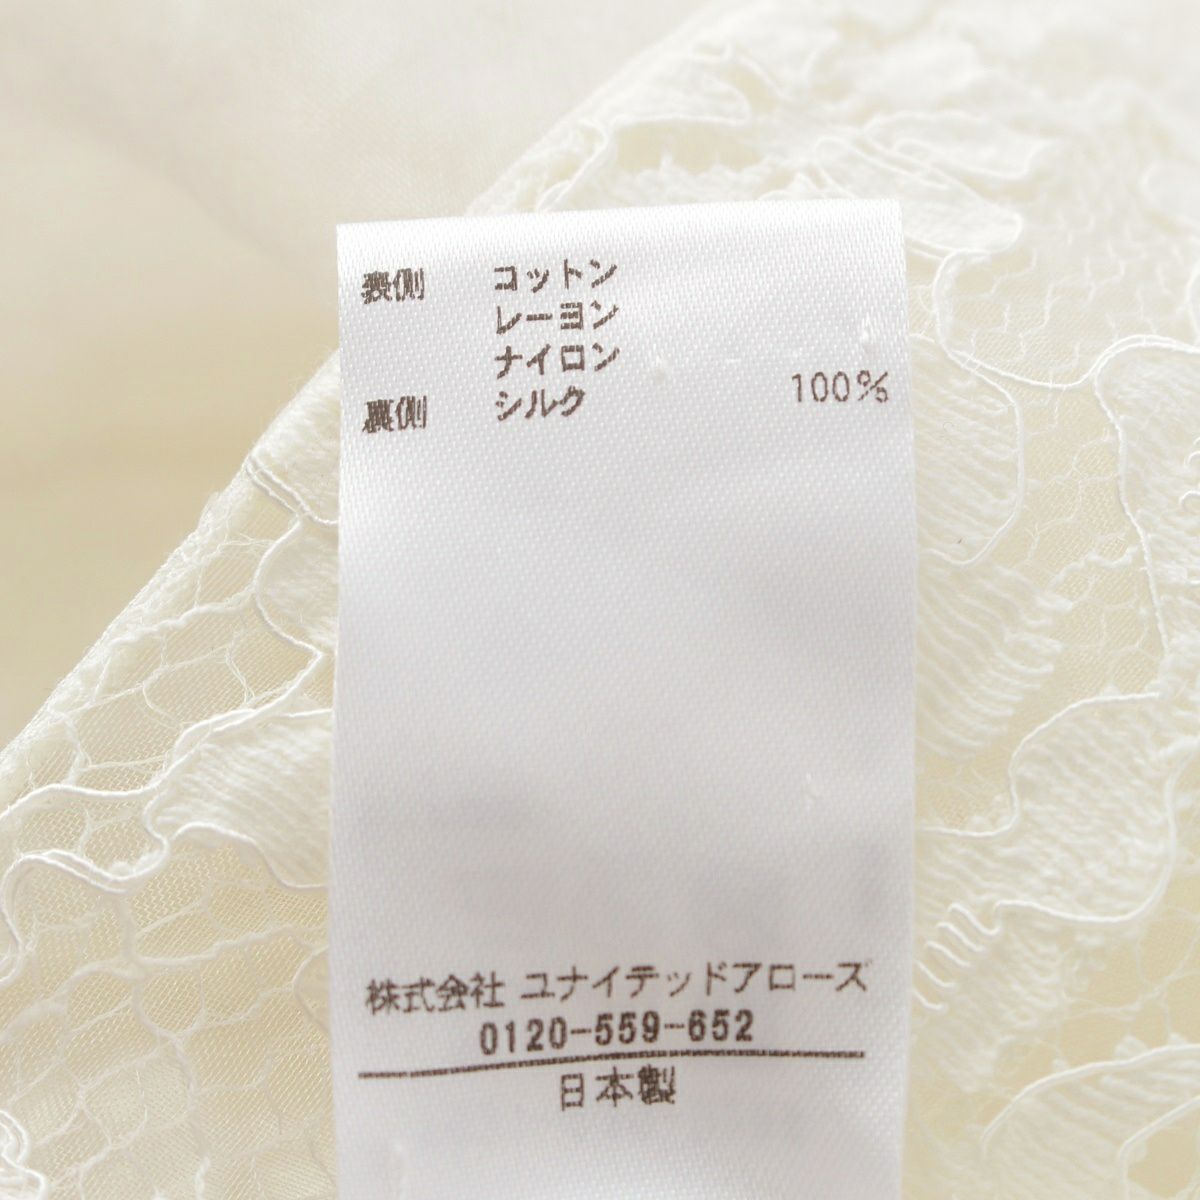 表側 コットン
レーヨン
ナイロン
裏側 シルク 100%
株式会社 ユナイテッドアローズ
0120-559-652
日本製